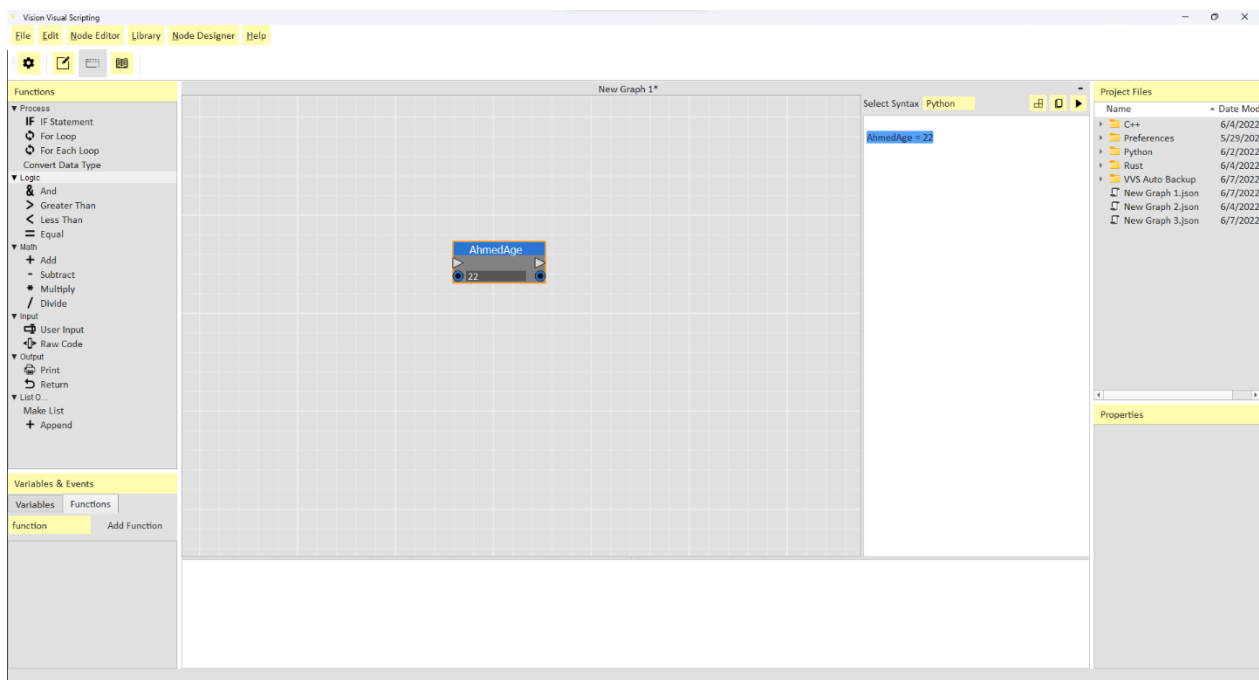 Vision Visual Scripting
File Edit Node Editor Library Node Designer Help
Functions
Process
IF IF Statement
For Loop
For Each Loop
Convert Data Type
Logic
& And
> Greater Than
< Less Than
= Equal
Math
+ Add
- Subtract
* Multiply
/ Divide
Input
User Input
Raw Code
Output
Print
Return
List O...
Make List
+ Append
Variables & Events
Variables Functions
function Add Function
New Graph 1*
AhmedAge
22
Select Syntax Python
AhmedAge = 22
Project Files
Name Date Mod
C++ 6/4/2022
Preferences 5/29/202
Python 6/2/2022
Rust 6/4/2022
VVS Auto Backup 6/7/2022
New Graph 1.json 6/7/2022
New Graph 2.json 6/4/2022
New Graph 3.json 6/7/2022
Properties